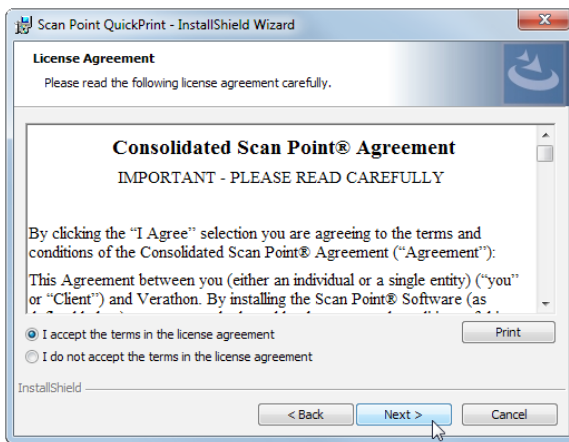 Scan Point QuickPrint - InstallShield Wizard
License Agreement
Please read the following license agreement carefully.
Consolidated Scan Point® Agreement
IMPORTANT - PLEASE READ CAREFULLY
By clicking the “I Agree” selection you are agreeing to the terms and
conditions of the Consolidated Scan Point® Agreement (“Agreement”):
This Agreement between you (either an individual or a single entity) (“you”
or “Client”) and Verathon. By installing the Scan Point® Software (as
I accept the terms in the license agreement
Print
I do not accept the terms in the license agreement
InstallShield
< Back
Next >
Cancel